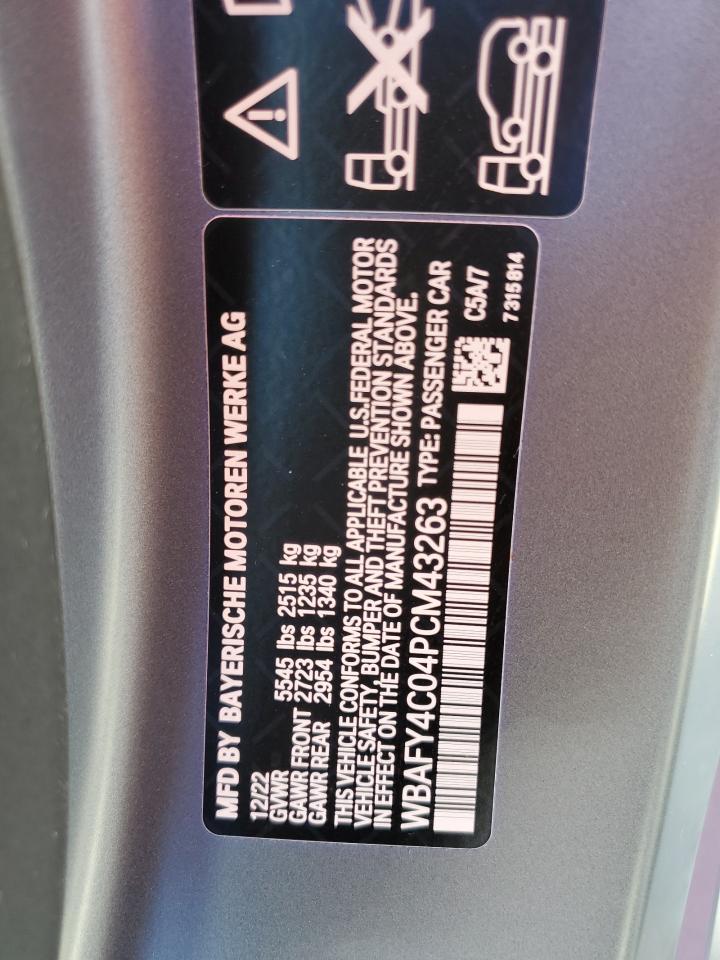 MFD BY BAYERISCHE MOTOREN WERKE AG
12/22
GVWR 5545 lbs 2515 kg
GAWR FRONT 2723 lbs 1235 kg
GAWR REAR 2954 lbs 1340 kg
THIS VEHICLE CONFORMS TO ALL APPLICABLE U.S.FEDERAL MOTOR
VEHICLE SAFETY, BUMPER AND THEFT PREVENTION STANDARDS
IN EFFECT ON THE DATE OF MANUFACTURE SHOWN ABOVE.
WBAFY4C04PCM43263 TYPE: PASSENGER CAR
C5A/7
7 315 814